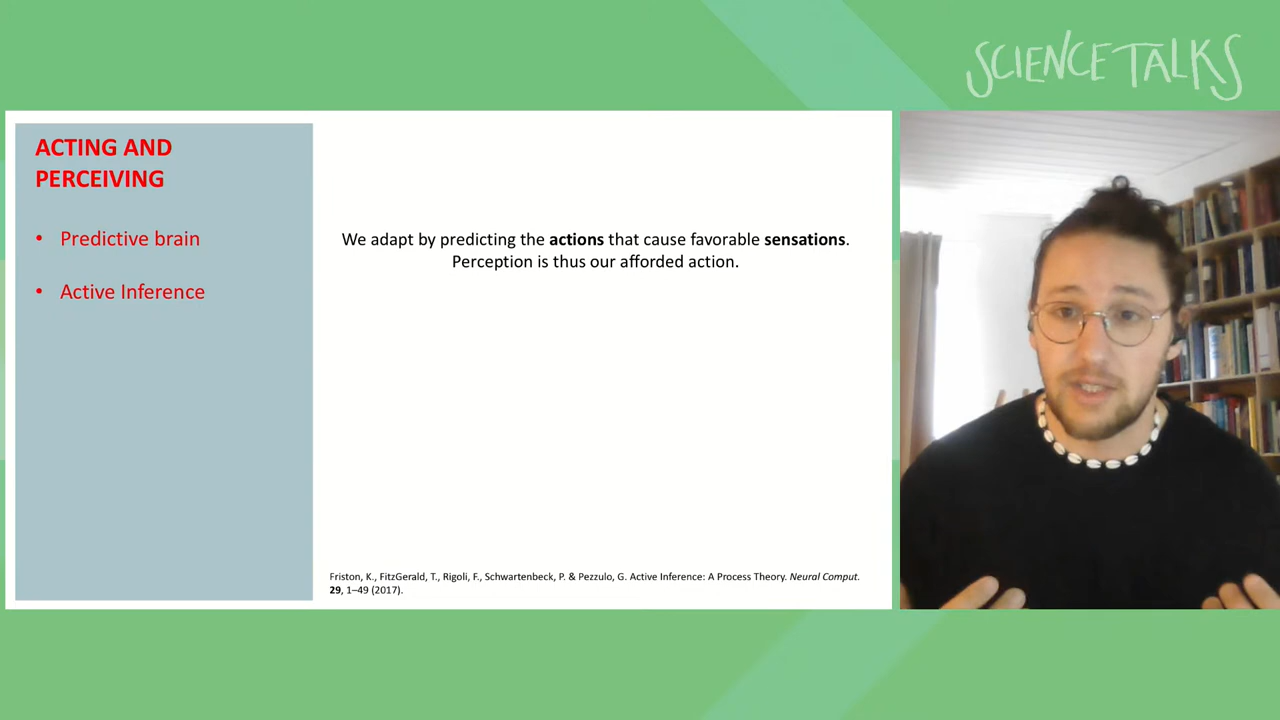 SCIENCE TALKS
ACTING AND
PERCEIVING
• Predictive brain
• Active Inference
We adapt by predicting the actions that cause favorable sensations.
Perception is thus our afforded action.
Friston, K., FitzGerald, T., Rigoli, F., Schwartenbeck, P. & Pezzulo, G. Active Inference: A Process Theory. Neural Comput.
29, 1–49 (2017).